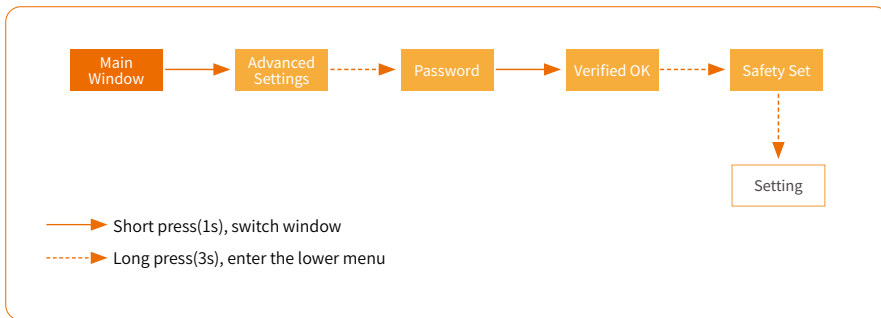 Main
Window
Advanced
Settings
Password
Verified OK
Safety Set
Setting
Short press(1s), switch window
Long press(3s), enter the lower menu